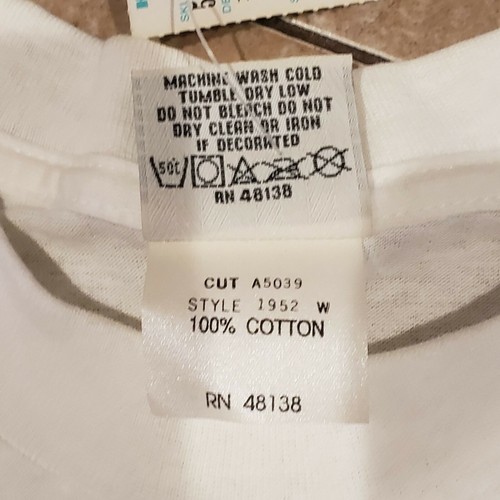 SKU
MACHINE WASH COLD
TUMBLE DRY LOW
DO NOT BLEACH DO NOT
DRY CLEAN OR IRON
IF DECORATED
50°C
RN 48138
CUT A5039
STYLE 1952 W
100% COTTON
RN 48138